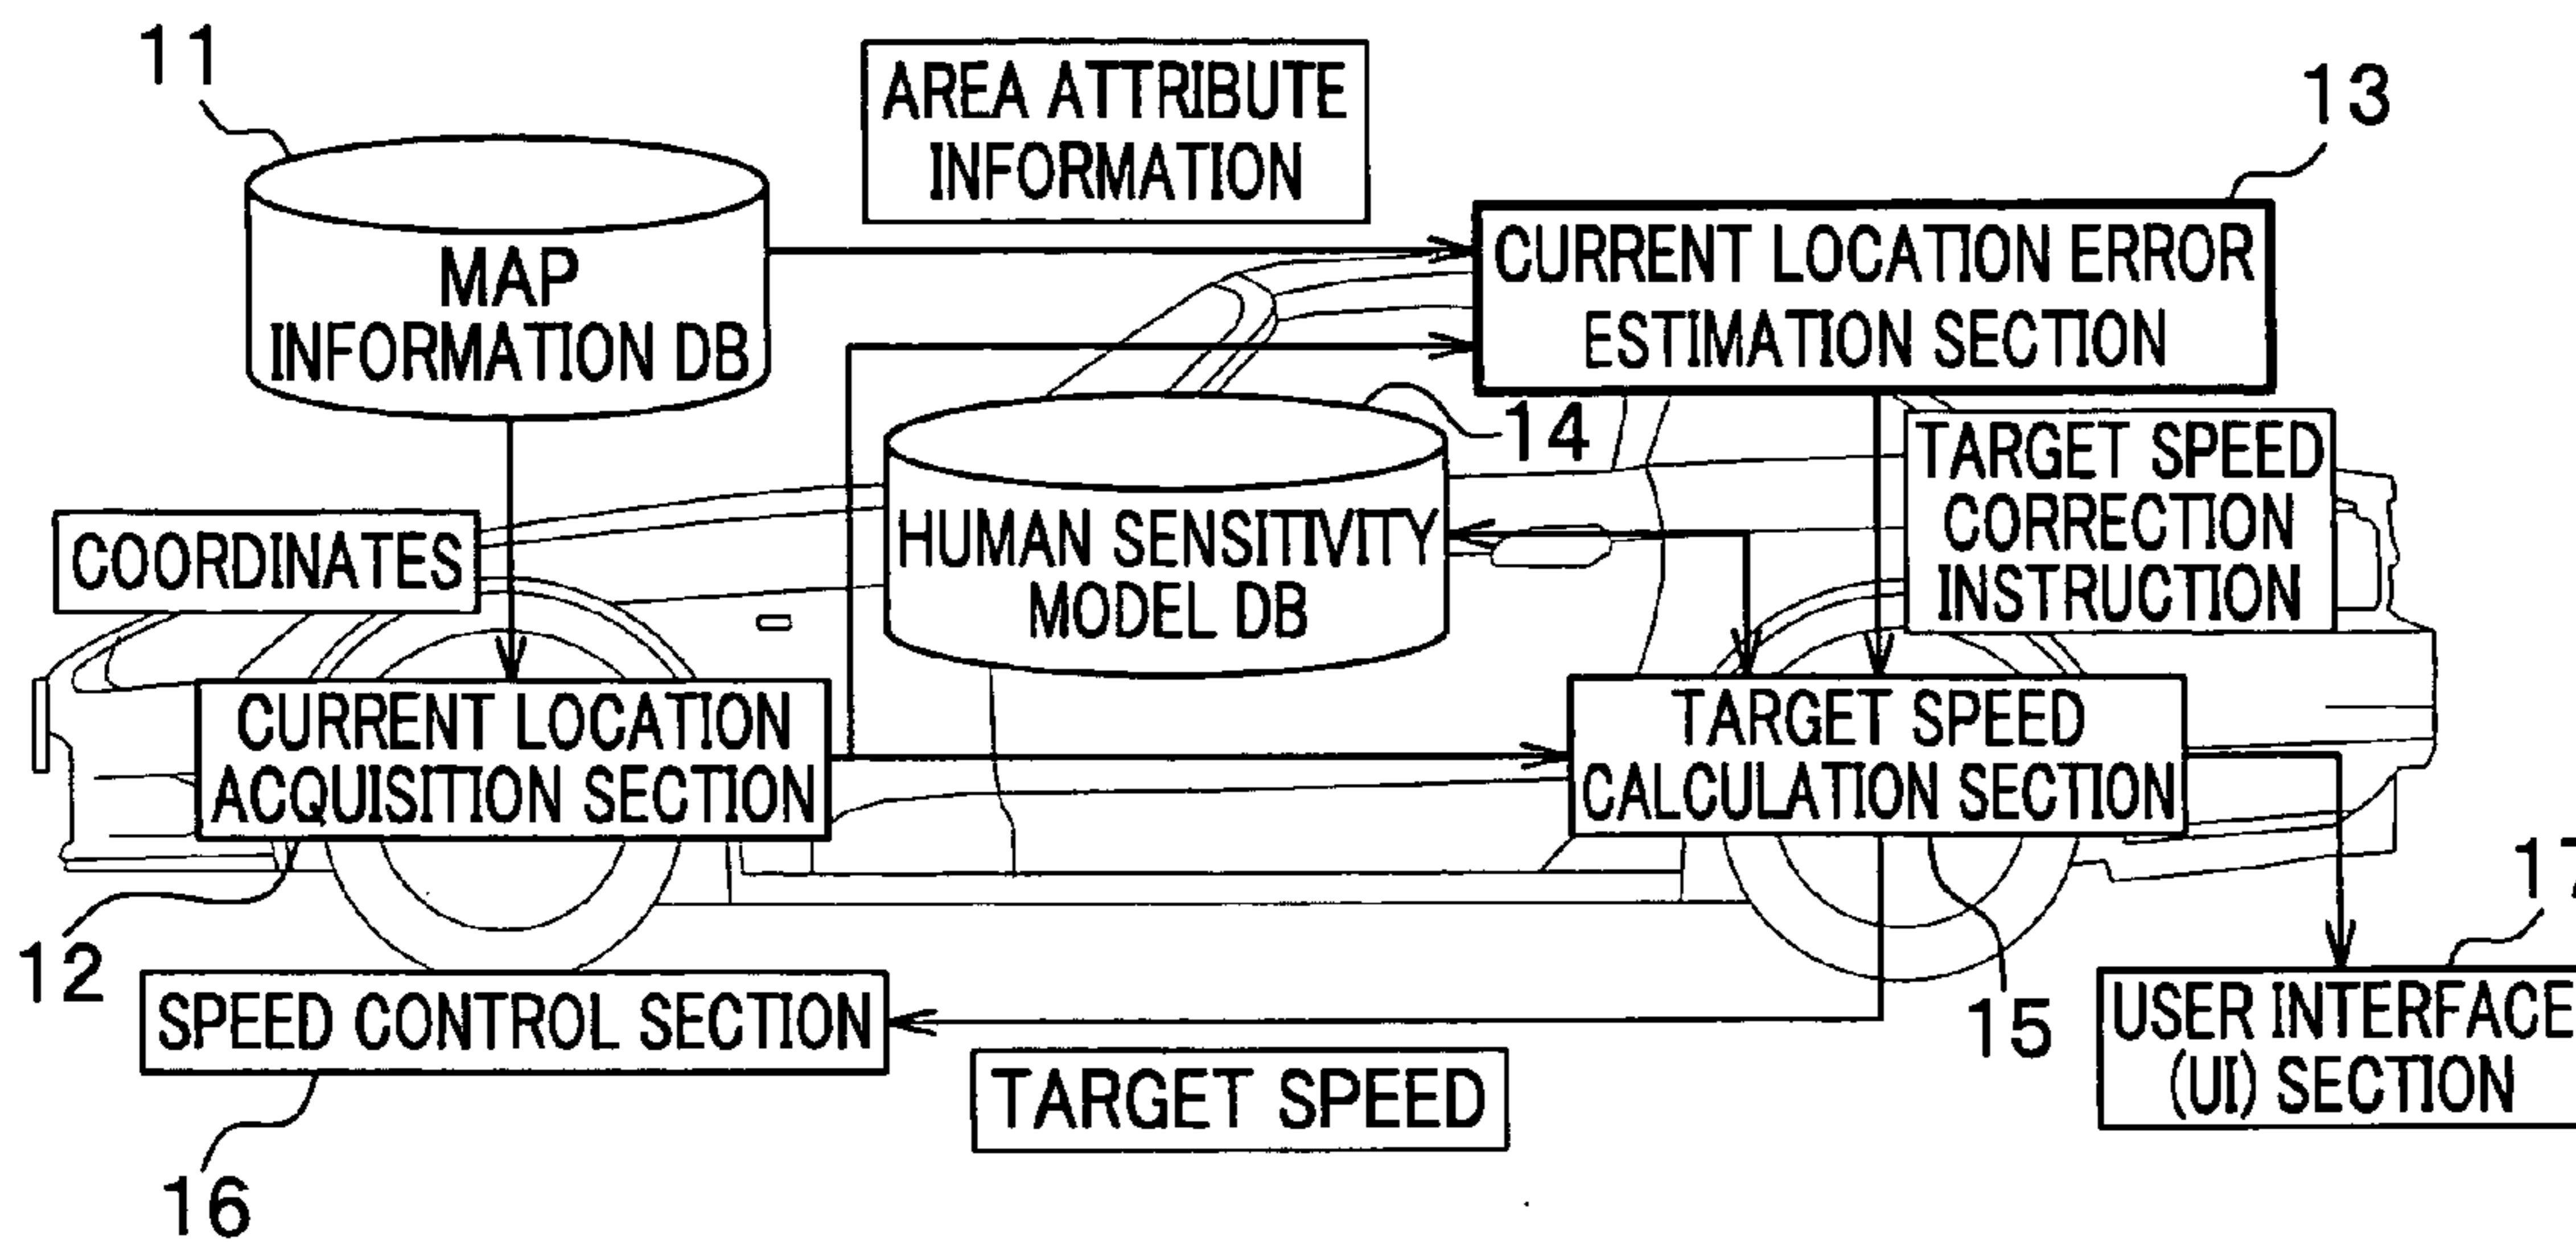 11
AREA ATTRIBUTE
INFORMATION
13
MAP
INFORMATION DB
CURRENT LOCATION ERROR
ESTIMATION SECTION
14
TARGET SPEED
CORRECTION
INSTRUCTION
COORDINATES
HUMAN SENSITIVITY
MODEL DB
CURRENT LOCATION
ACQUISITION SECTION
TARGET SPEED
CALCULATION SECTION
17
12
SPEED CONTROL SECTION
15
USER INTERFACE
(UI) SECTION
TARGET SPEED
16